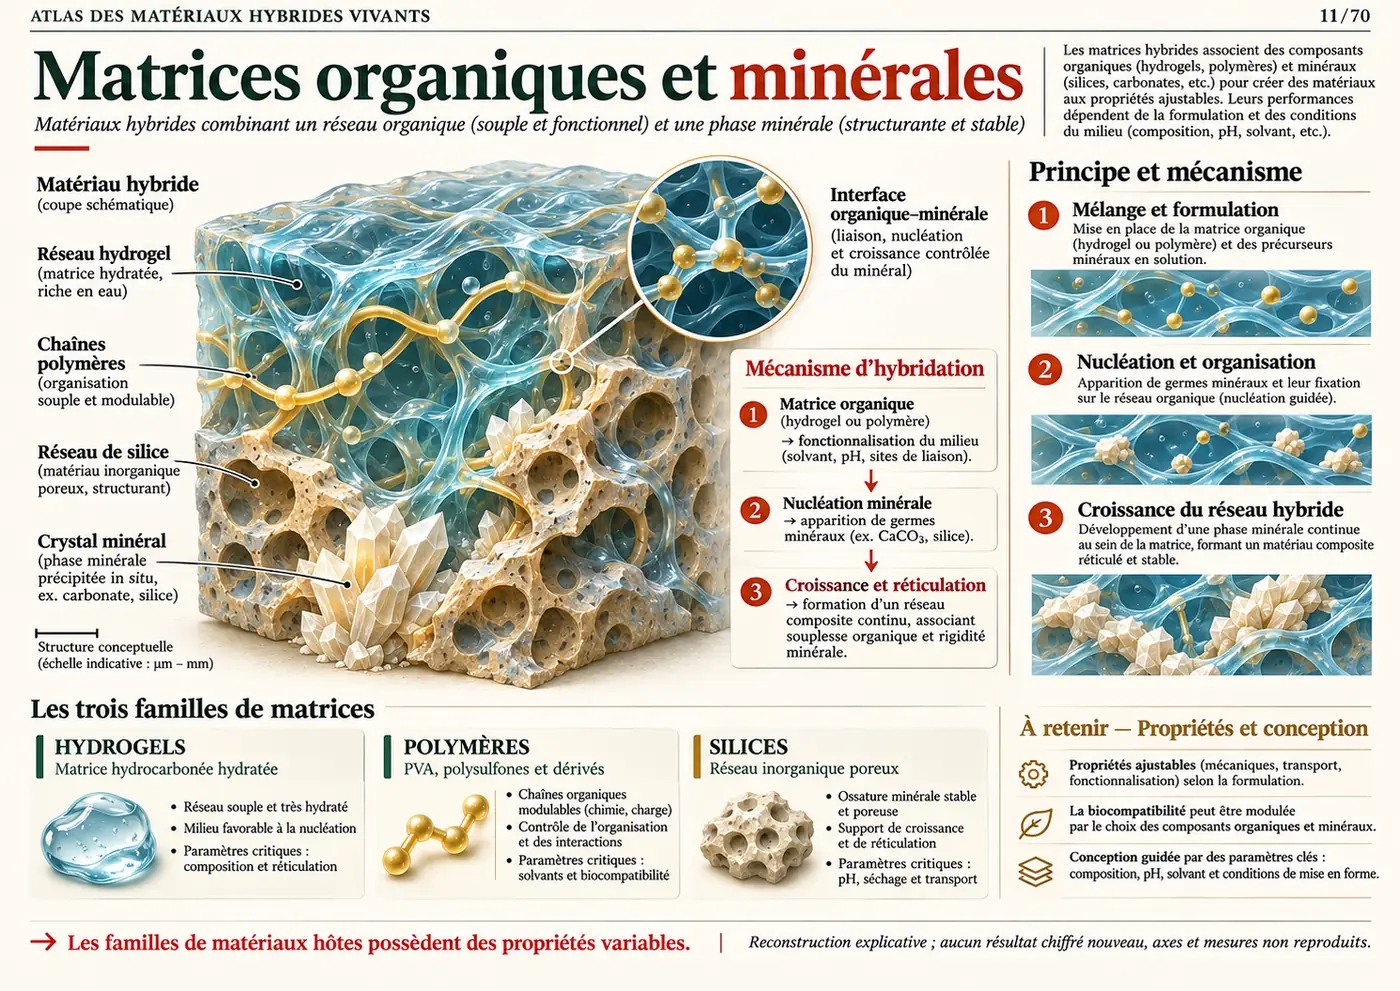 ATLAS DES MATÉRIAUX HYBRIDES VIVANTS
11/70
Matrices organiques et minérales
Matériaux hybrides combinant un réseau organique (souple et fonctionnel) et une phase minérale (structurante et stable)
Les matrices hybrides associent des composants
organiques (hydrogels, polymères) et minéraux
(silices, carbonates, etc.) pour créer des matériaux
aux propriétés ajustables. Leurs performances
dépendent de la formulation et des conditions
du milieu (composition, pH, solvant, etc.).
Matériau hybride
(coupe schématique)
Réseau hydrogel
(matrice hydratée,
riche en eau)
Chaînes
polymères
(organisation
souple et modulable)
Réseau de silice
(matériau inorganique
poreux, structurant)
Crystal minéral
(phase minérale
précipitée in situ,
ex. carbonate, silice)
Structure conceptuelle
(échelle indicative : µm – mm)
Interface
organique–minérale
(liaison, nucléation
et croissance contrôlée
du minéral)
Mécanisme d'hybridation
1 Matrice organique
(hydrogel ou polymère)
→ fonctionnalisation du milieu
(solvant, pH, sites de liaison).
2 Nucléation minérale
→ apparition de germes
minéraux (ex. CaCO₃, silice).
3 Croissance et réticulation
→ formation d'un réseau
composite continu, associant
souplesse organique et rigidité
minérale.
Principe et mécanisme
1 Mélange et formulation
Mise en place de la matrice organique
(hydrogel ou polymère) et des précurseurs
minéraux en solution.
2 Nucléation et organisation
Apparition de germes minéraux et leur fixation
sur le réseau organique (nucléation guidée).
3 Croissance du réseau hybride
Développement d'une phase minérale continue
au sein de la matrice, formant un matériau composite
réticulé et stable.
Les trois familles de matrices
HYDROGELS
Matrice hydrocarbonée hydratée
• Réseau souple et très hydraté
• Milieu favorable à la nucléation
• Paramètres critiques :
composition et réticulation
POLYMÈRES
PVA, polysulfones et dérivés
• Chaînes organiques
modulables (chimie, charge)
• Contrôle de l'organisation
et des interactions
• Paramètres critiques :
solvants et biocompatibilité
SILICES
Réseau inorganique poreux
• Ossature minérale stable
et poreuse
• Support de croissance
et de réticulation
• Paramètres critiques :
pH, séchage et transport
À retenir — Propriétés et conception
Propriétés ajustables (mécaniques, transport,
fonctionnalisation) selon la formulation.
La biocompatibilité peut être modulée
par le choix des composants organiques et minéraux.
Conception guidée par des paramètres clés :
composition, pH, solvant et conditions de mise en forme.
→ Les familles de matériaux hôtes possèdent des propriétés variables.
Reconstruction explicative ; aucun résultat chiffré nouveau, axes et mesures non reproduits.